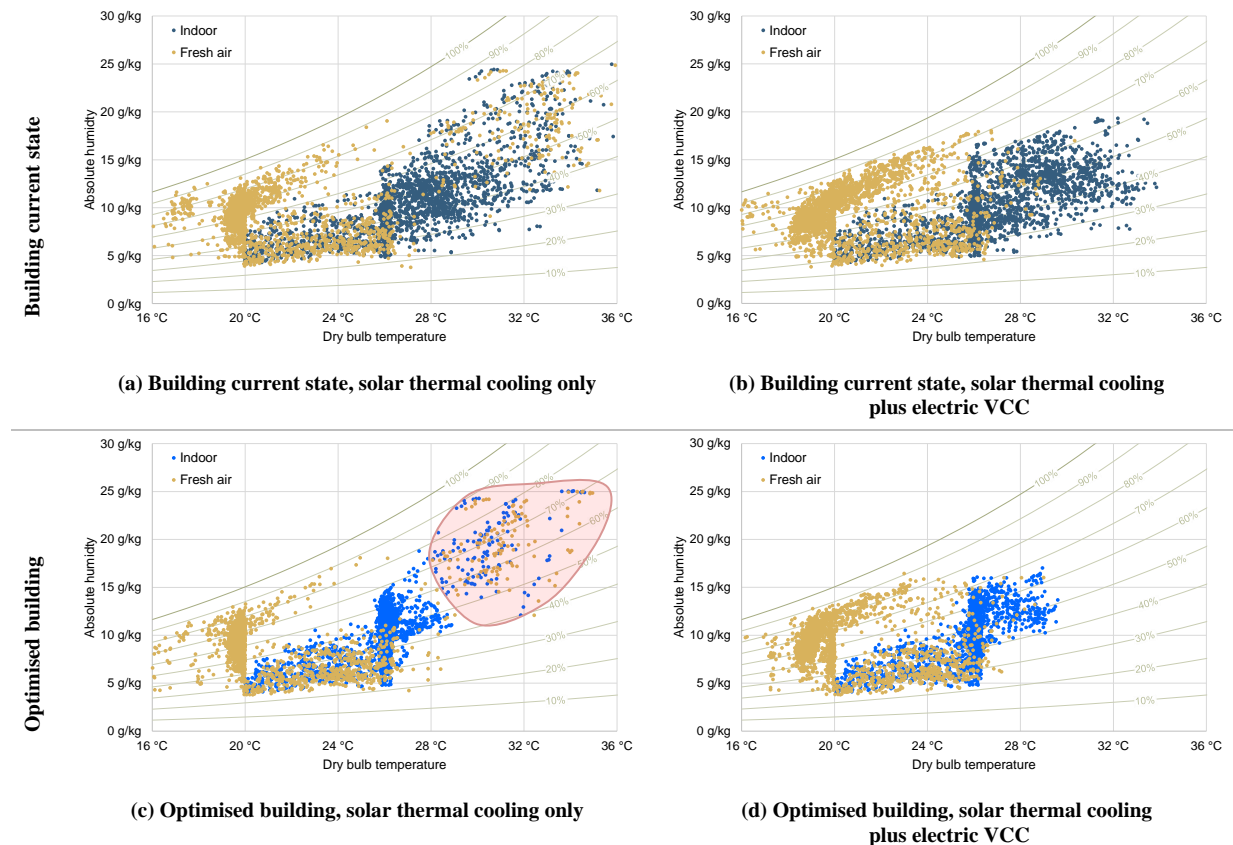 Building current state
30 g/kg
25 g/kg
20 g/kg
15 g/kg
10 g/kg
5 g/kg
0 g/kg
Absolute humidty
Indoor
Fresh air
100%
90%
80%
70%
60%
50%
40%
30%
20%
10%
16 °C
20 °C
24 °C
28 °C
32 °C
36 °C
Dry bulb temperature
(a) Building current state, solar thermal cooling only
30 g/kg
25 g/kg
20 g/kg
15 g/kg
10 g/kg
5 g/kg
0 g/kg
Absolute humidty
Indoor
Fresh air
100%
90%
80%
70%
60%
50%
40%
30%
20%
10%
16 °C
20 °C
24 °C
28 °C
32 °C
36 °C
Dry bulb temperature
(b) Building current state, solar thermal cooling
plus electric VCC
Optimised building
30 g/kg
25 g/kg
20 g/kg
15 g/kg
10 g/kg
5 g/kg
0 g/kg
Absolute humidty
Indoor
Fresh air
100%
90%
80%
70%
60%
50%
40%
30%
20%
10%
16 °C
20 °C
24 °C
28 °C
32 °C
36 °C
Dry bulb temperature
(c) Optimised building, solar thermal cooling only
30 g/kg
25 g/kg
20 g/kg
15 g/kg
10 g/kg
5 g/kg
0 g/kg
Absolute humidty
Indoor
Fresh air
100%
90%
80%
70%
60%
50%
40%
30%
20%
10%
16 °C
20 °C
24 °C
28 °C
32 °C
36 °C
Dry bulb temperature
(d) Optimised building, solar thermal cooling
plus electric VCC